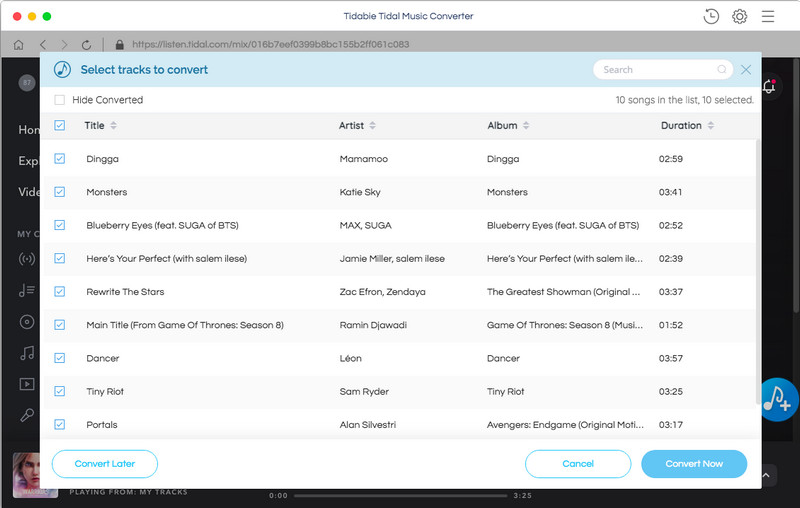 Tidabie Tidal Music Converter
https://listen.tidal.com/mix/016b7eef0399b8bc155b2ff061c083
87
Select tracks to convert
Search
Hide Converted
10 songs in the list, 10 selected.
Title Artist Album Duration
Dingga Mamamoo Dingga 02:59
Monsters Katie Sky Monsters 03:41
Blueberry Eyes (feat. SUGA of BTS) MAX, SUGA Blueberry Eyes (feat. SUGA of BTS) 02:52
Here's Your Perfect (with salem ilese) Jamie Miller, salem ilese Here's Your Perfect (with salem ile... 02:39
Rewrite The Stars Zac Efron, Zendaya The Greatest Showman (Original ... 03:37
Main Title (From Game Of Thrones: Season 8) Ramin Djawadi Game Of Thrones: Season 8 (Musi... 01:52
Dancer Léon Dancer 03:57
Tiny Riot Sam Ryder Tiny Riot 03:25
Portals Alan Silvestri Avengers: Endgame (Original Moti... 03:17
Hon
Expl
Vide
MY C
Convert Later Cancel Convert Now
PLAYING FROM: MY TRACKS
0:00 3:25